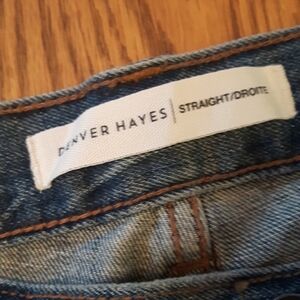 DENVER HAYES | STRAIGHT/DROITE